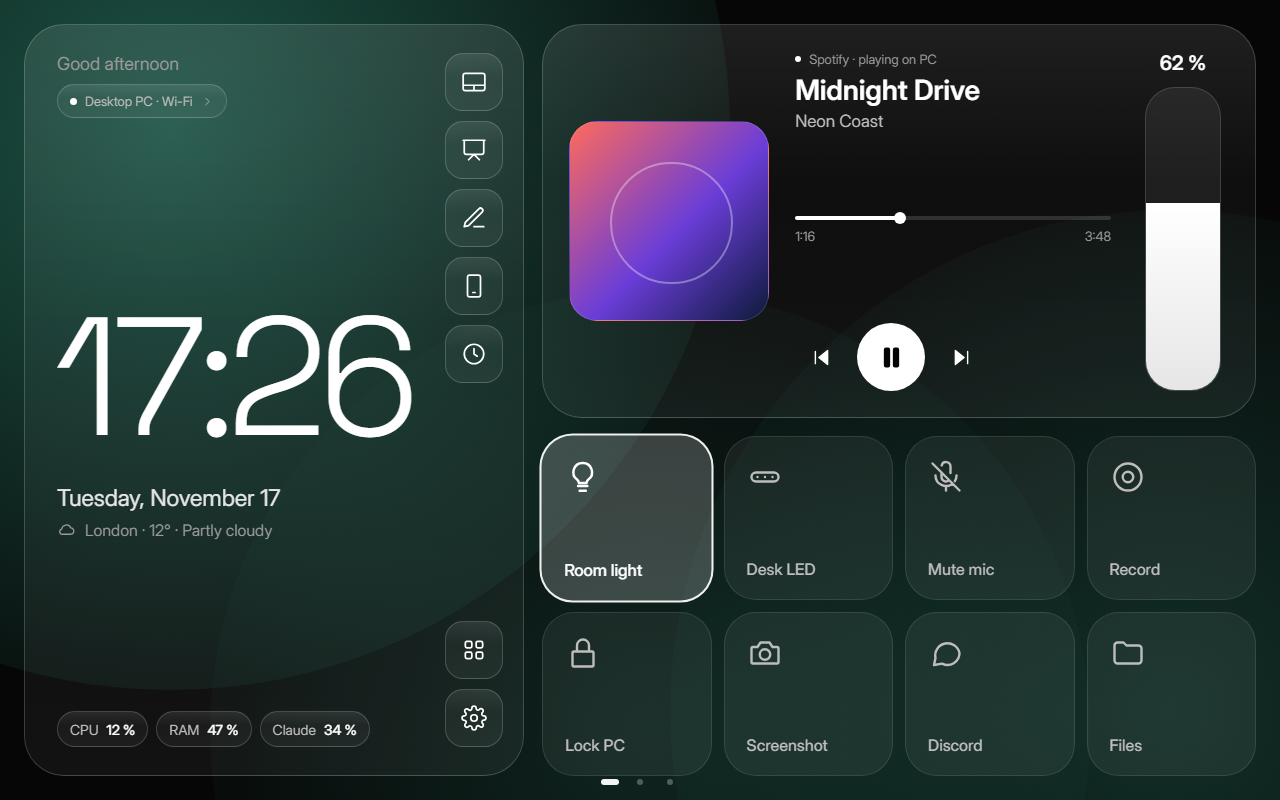 Good afternoon
Desktop PC · Wi-Fi
17:26
Tuesday, November 17
London · 12° · Partly cloudy
CPU 12 %
RAM 47 %
Claude 34 %
Spotify · playing on PC
Midnight Drive
Neon Coast
1:16
3:48
62 %
Room light
Desk LED
Mute mic
Record
Lock PC
Screenshot
Discord
Files